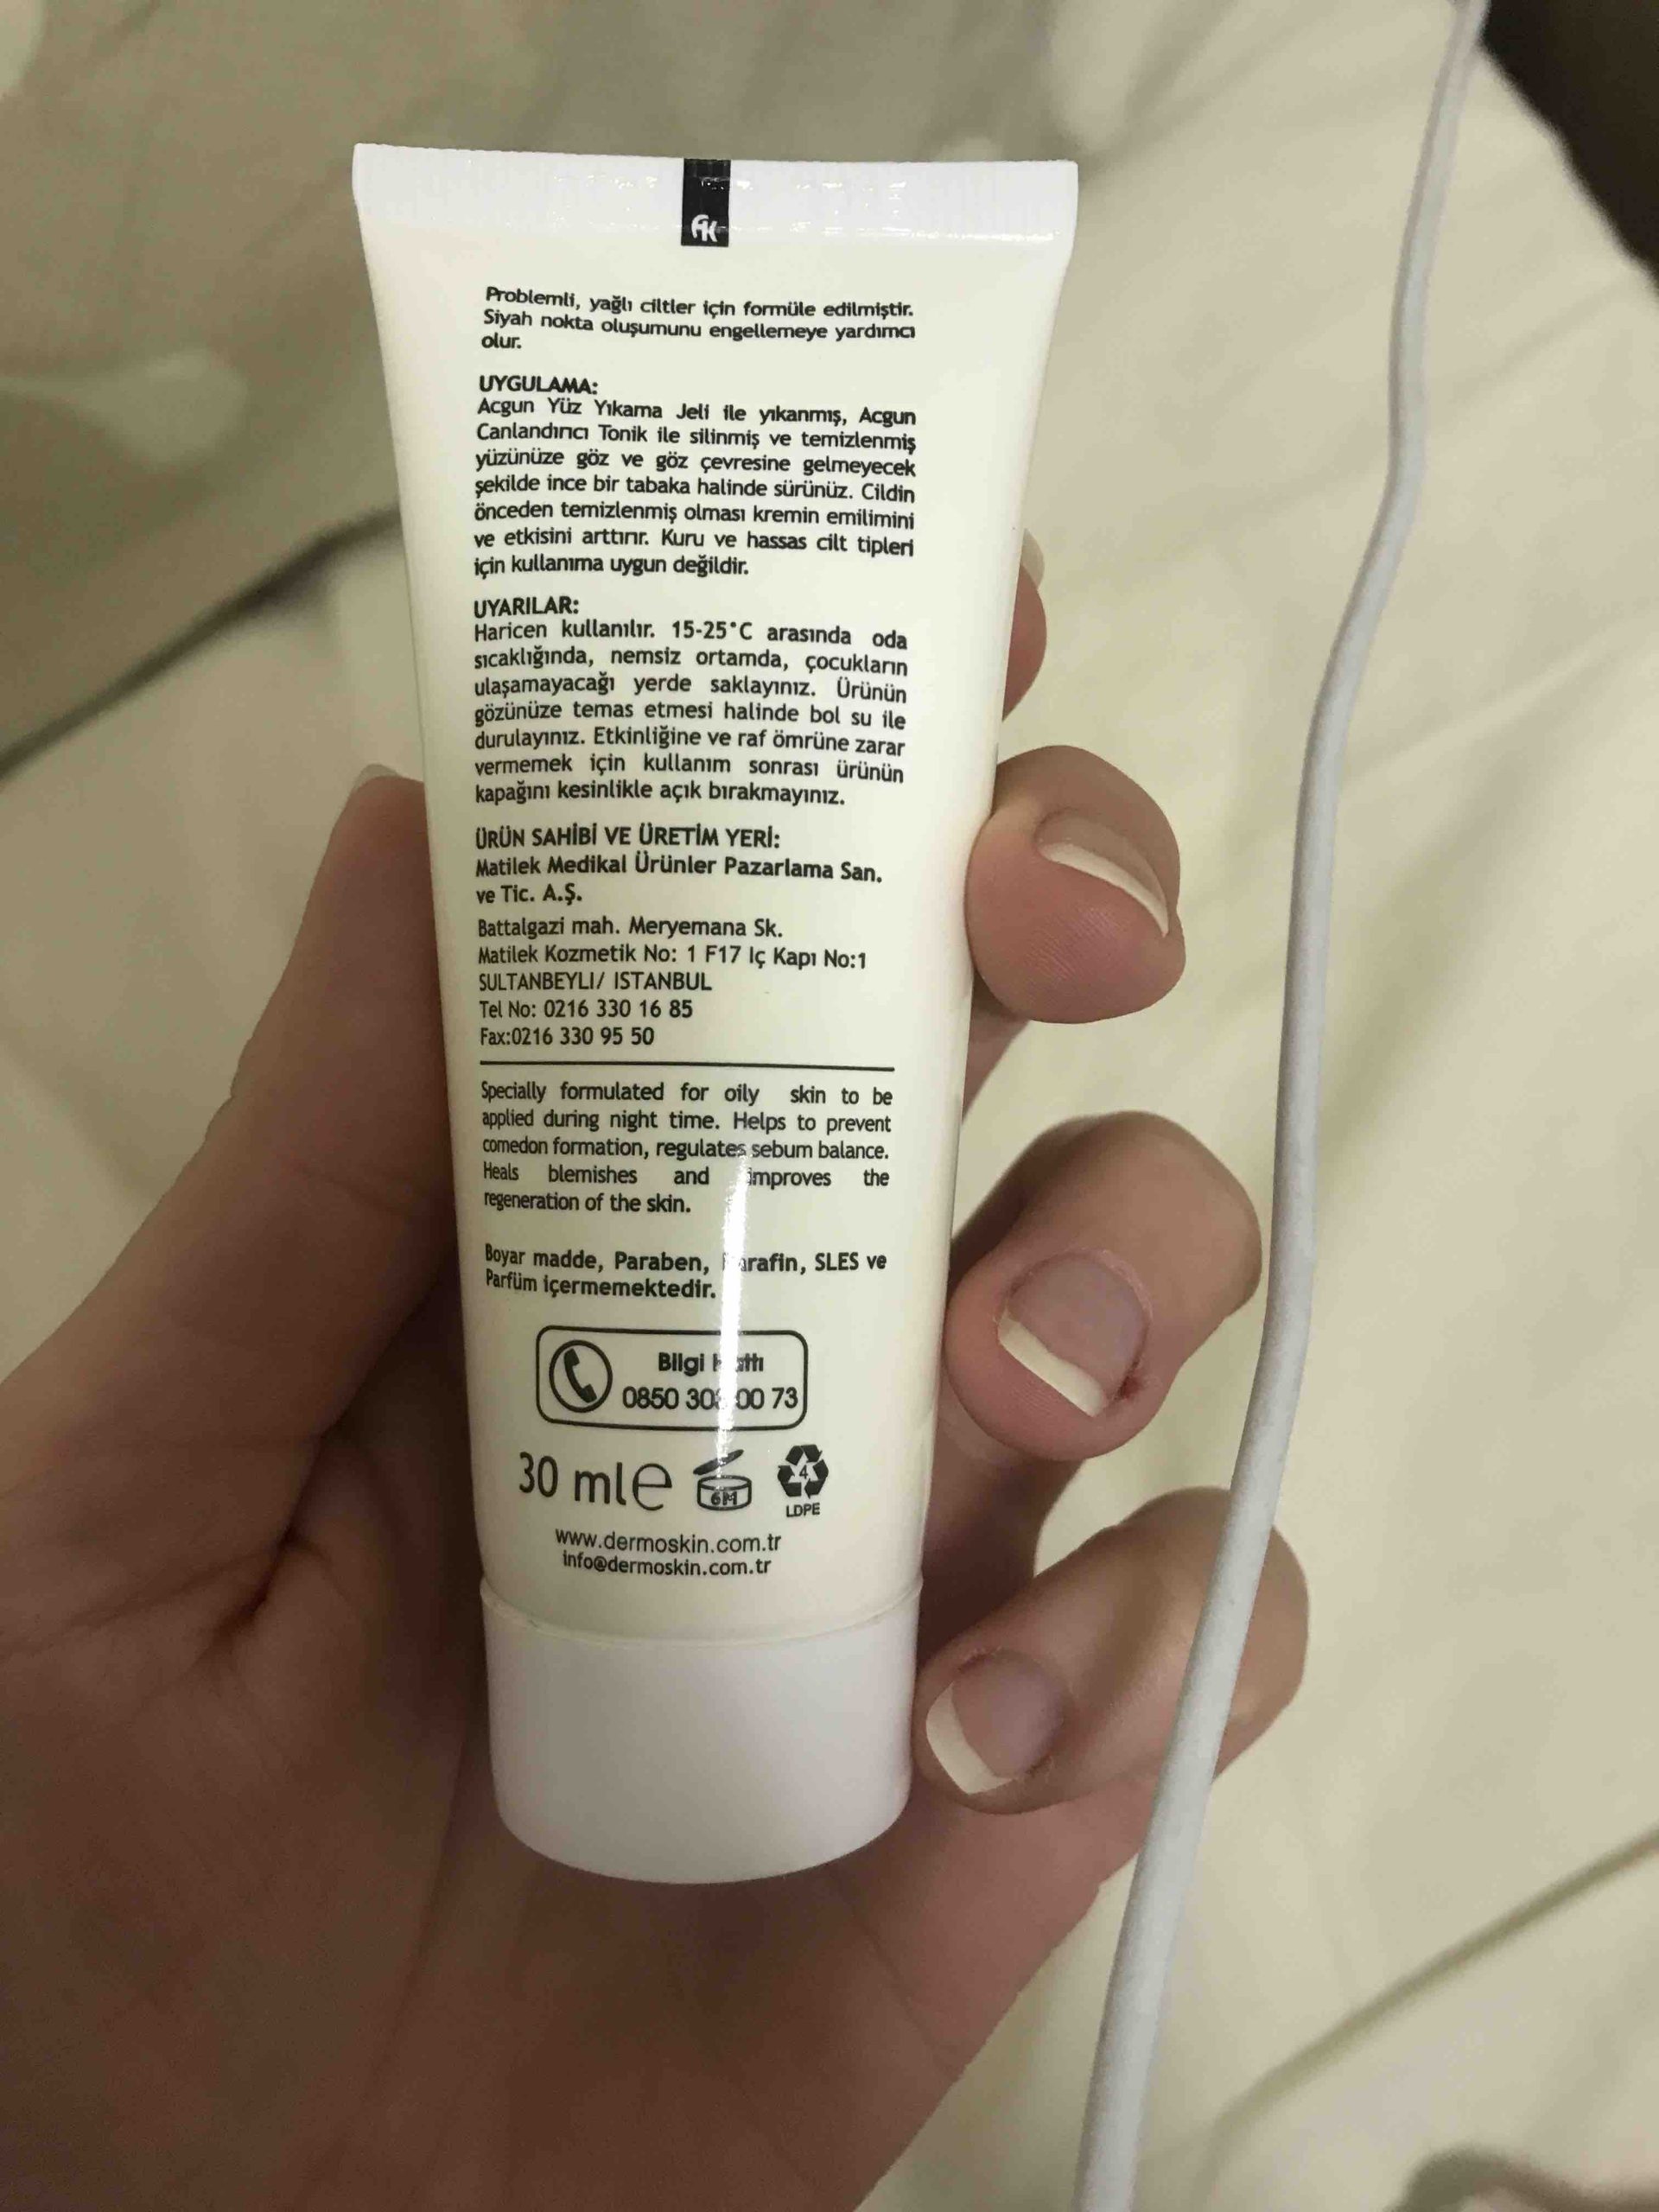 Problemli, yağlı ciltler için formüle edilmiştir.
Siyah nokta oluşumunu engellemeye yardımcı
olur.
UYGULAMA:
Acgun Yüz Yıkama Jeli ile yıkanmış, Acgun
Canlandırıcı Tonik ile silinmiş ve temizlenmiş
yüzünüze göz ve göz çevresine gelmeyecek
şekilde ince bir tabaka halinde sürünüz. Cildin
önceden temizlenmiş olması kremin emilimini
ve etkisini arttırır. Kuru ve hassas cilt tipleri
için kullanıma uygun değildir.
UYARILAR:
Haricen kullanılır. 15-25°C arasında oda
sıcaklığında, nemsiz ortamda, çocukların
ulaşamayacağı yerde saklayınız. Ürünün
gözünüze temas etmesi halinde bol su ile
durulayınız. Etkinliğine ve raf ömrüne zarar
vermemek için kullanım sonrası ürünün
kapağını kesinlikle açık bırakmayınız.
ÜRÜN SAHİBİ VE ÜRETİM YERİ:
Matilek Medikal Ürünler Pazarlama San.
ve Tic. A.Ş.
Battalgazi mah. Meryemana Sk.
Matilek Kozmetik No: 1 F17 Iç Kapı No:1
SULTANBEYLI/ ISTANBUL
Tel No: 0216 330 16 85
Fax:0216 330 95 50
Specially formulated for oily skin to be
applied during night time. Helps to prevent
comedon formation, regulates sebum balance.
Heals blemishes and improves the
regeneration of the skin.
Boyar madde, Paraben, Parafin, SLES ve
Parfüm içermemektedir.
Bilgi Hattı
0850 00 73
30 ml e
6M
4
LDPE
www.dermoskin.com.tr
info@dermoskin.com.tr